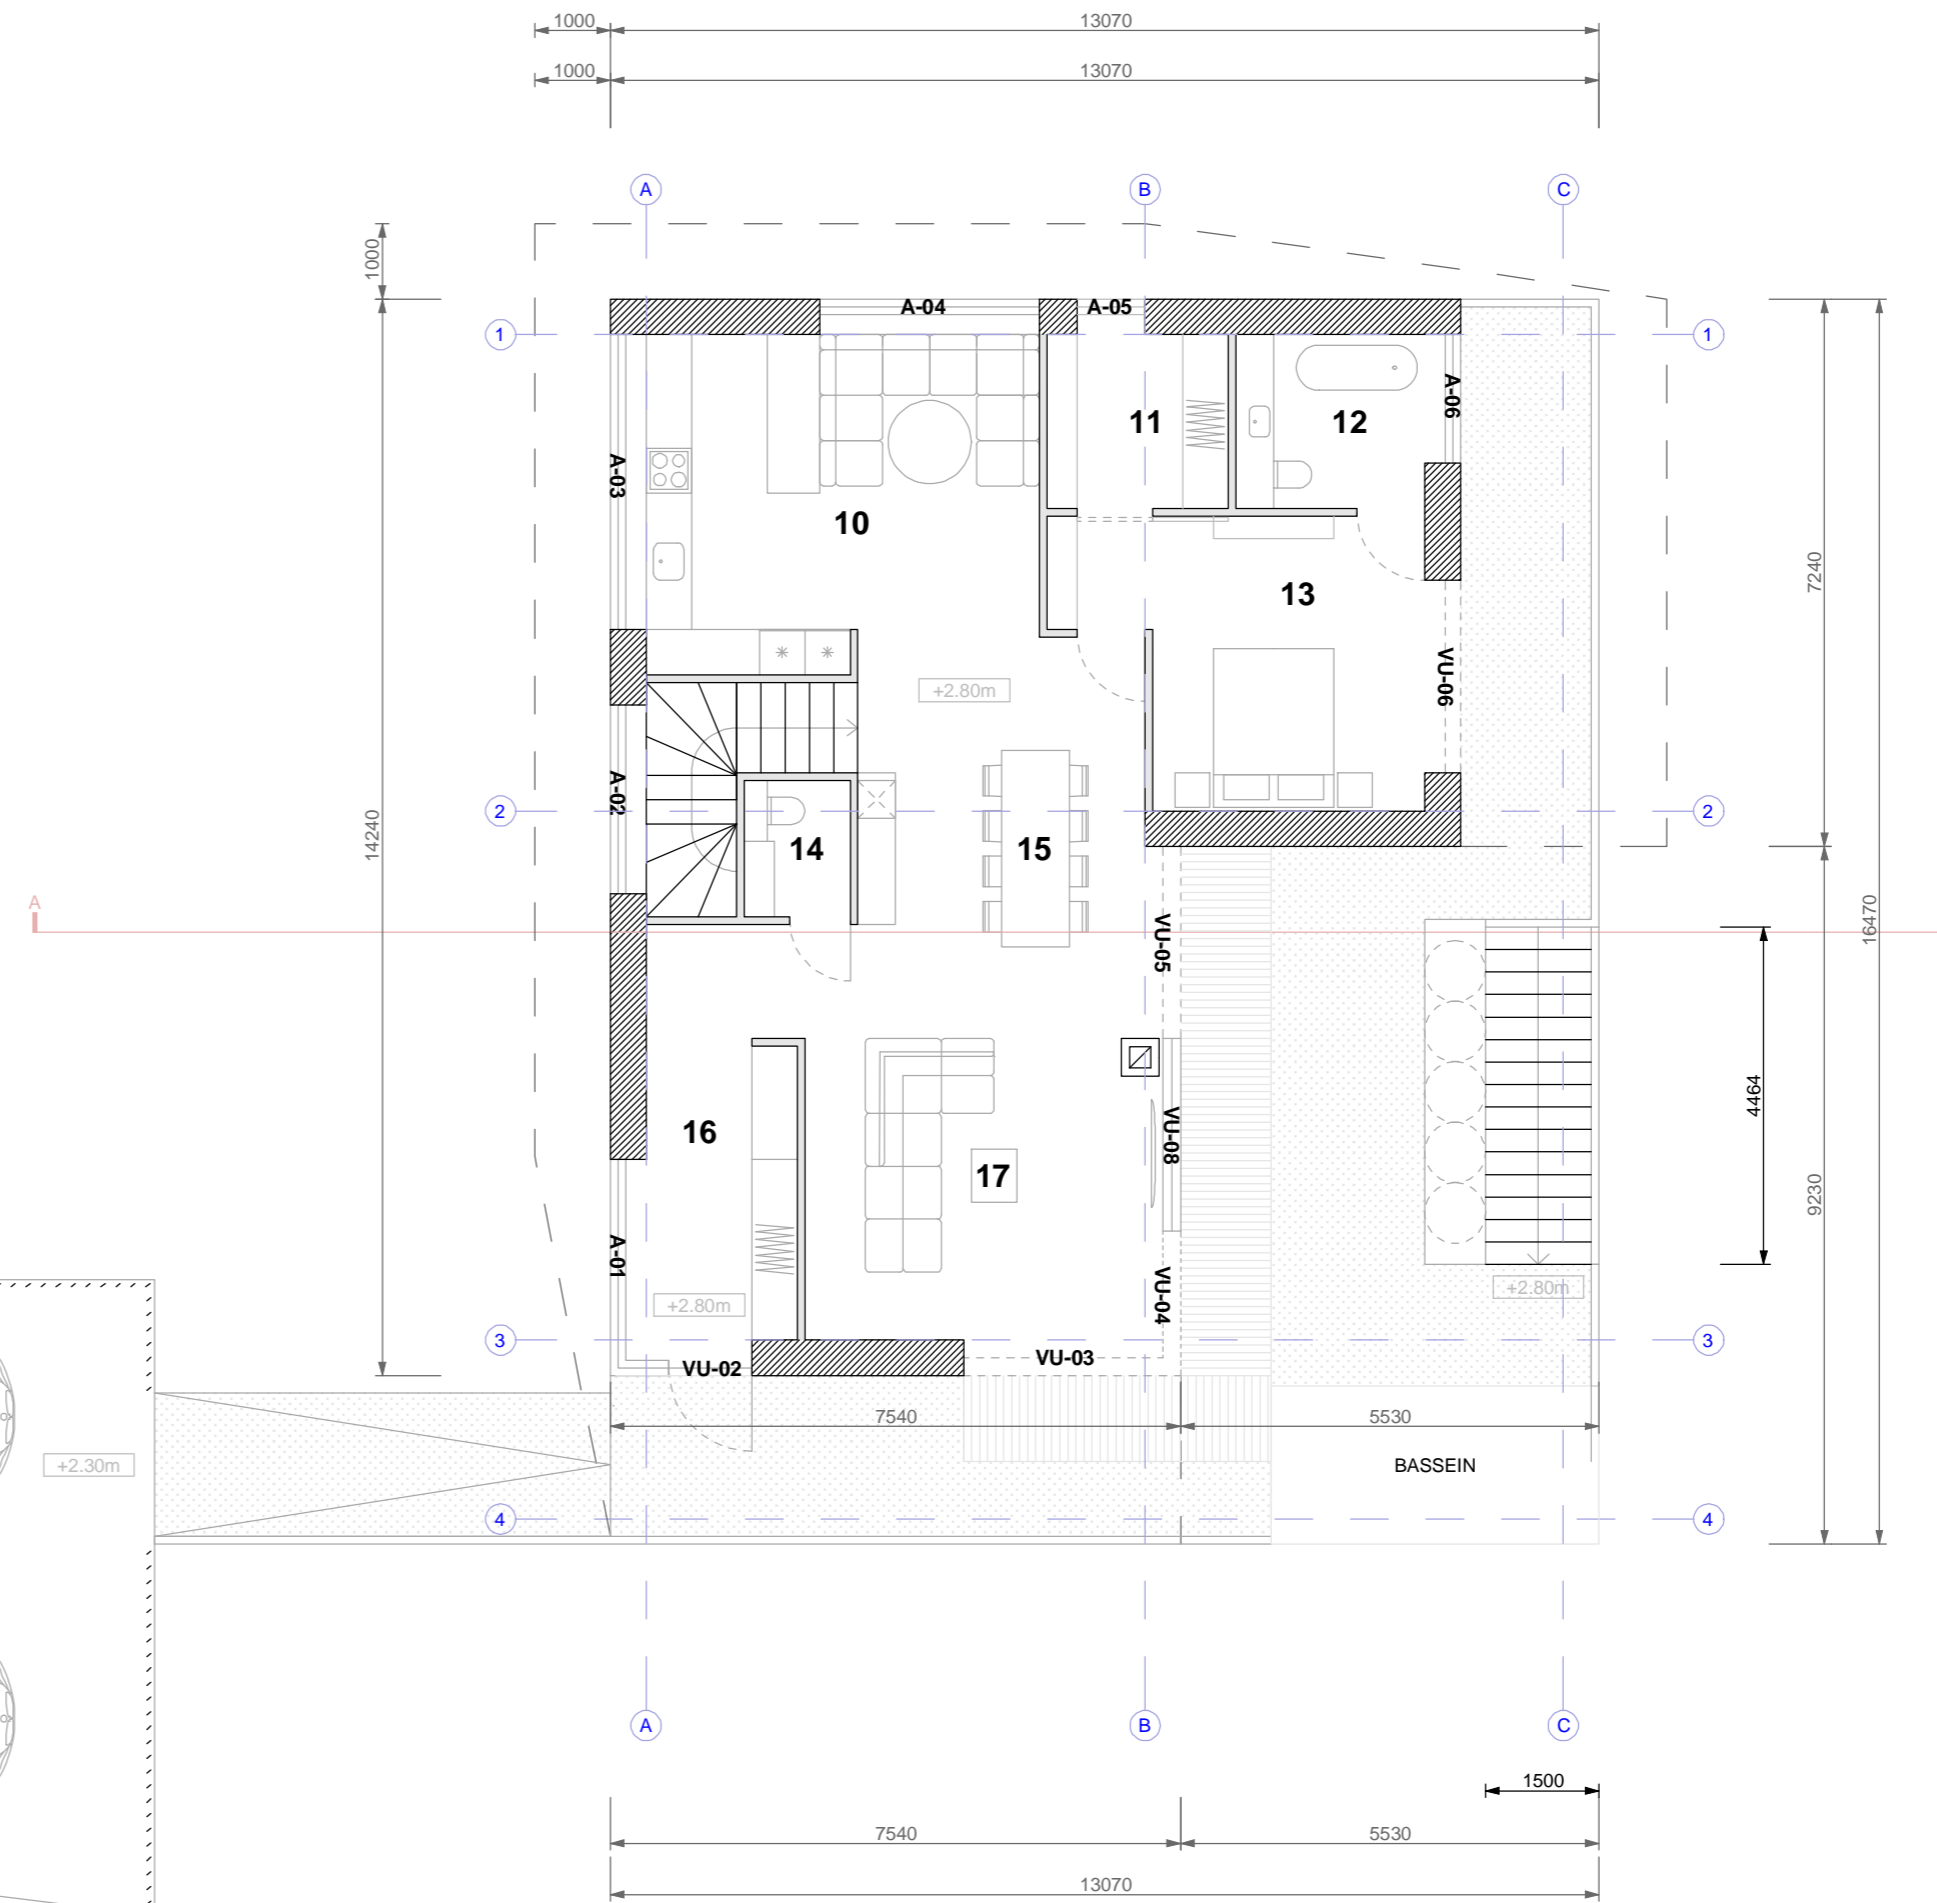 1000 13070
1000 13070
A B C
1000
A-04 A-05
1 1
A-06
11 12
A-03
10
7240
13
VU-06
+2.80m
A-02
2 2
14240
14 15
A
VU-05
16470
4464
VU-08
16
17
9230
A-01
VU-04
+2.80m
+2.80m
3 3
VU-02 VU-03
7540 5530
+2.30m
BASSEIN
4 4
A B C
1500
7540 5530
13070